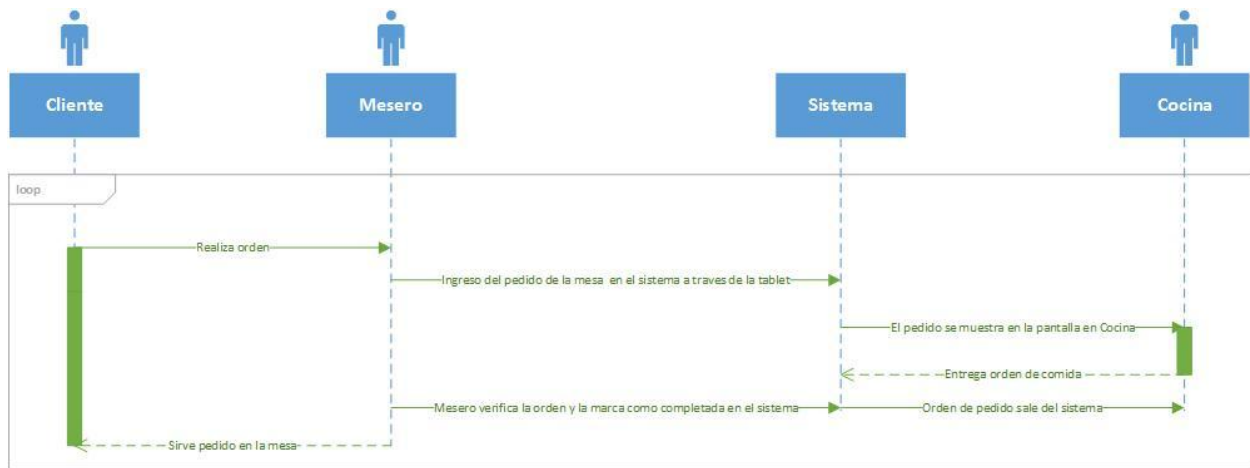 Cliente
Mesero
Sistema
Cocina
loop
Realiza orden
Ingreso del pedido de la mesa en el sistema a traves de la tablet
El pedido se muestra en la pantalla en Cocina
Entrega orden de comida
Mesero verifica la orden y la marca como completada en el sistema
Orden de pedido sale del sistema
Sirve pedido en la mesa